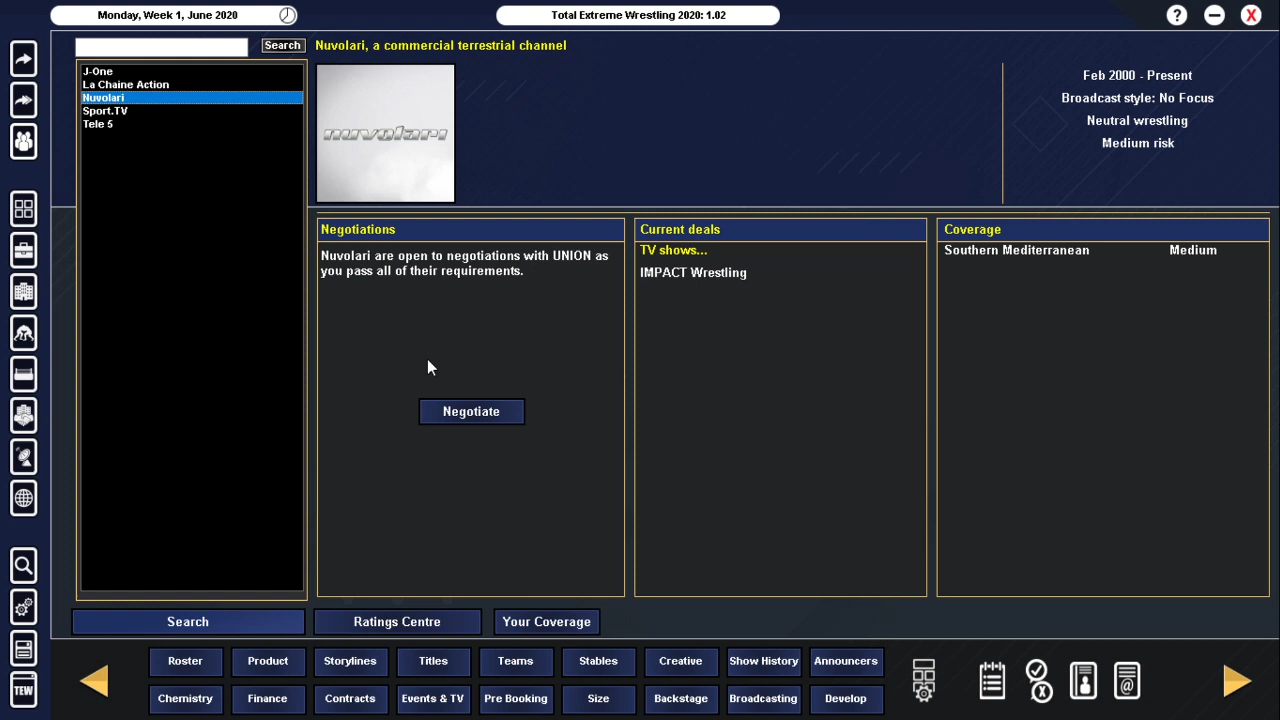 Monday, Week 1, June 2020
Total Extreme Wrestling 2020: 1.02
?
X
Search
Nuvolari, a commercial terrestrial channel
J-One
La Chaine Action
Nuvolari
Sport.TV
Tele 5
nuvolari
Feb 2000 - Present
Broadcast style: No Focus
Neutral wrestling
Medium risk
Negotiations
Nuvolari are open to negotiations with UNION as
you pass all of their requirements.
Negotiate
Current deals
TV shows...
IMPACT Wrestling
Coverage
Southern Mediterranean Medium
Search
Ratings Centre
Your Coverage
Roster
Product
Storylines
Titles
Teams
Stables
Creative
Show History
Announcers
Chemistry
Finance
Contracts
Events & TV
Pre Booking
Size
Backstage
Broadcasting
Develop
TEW
X
@